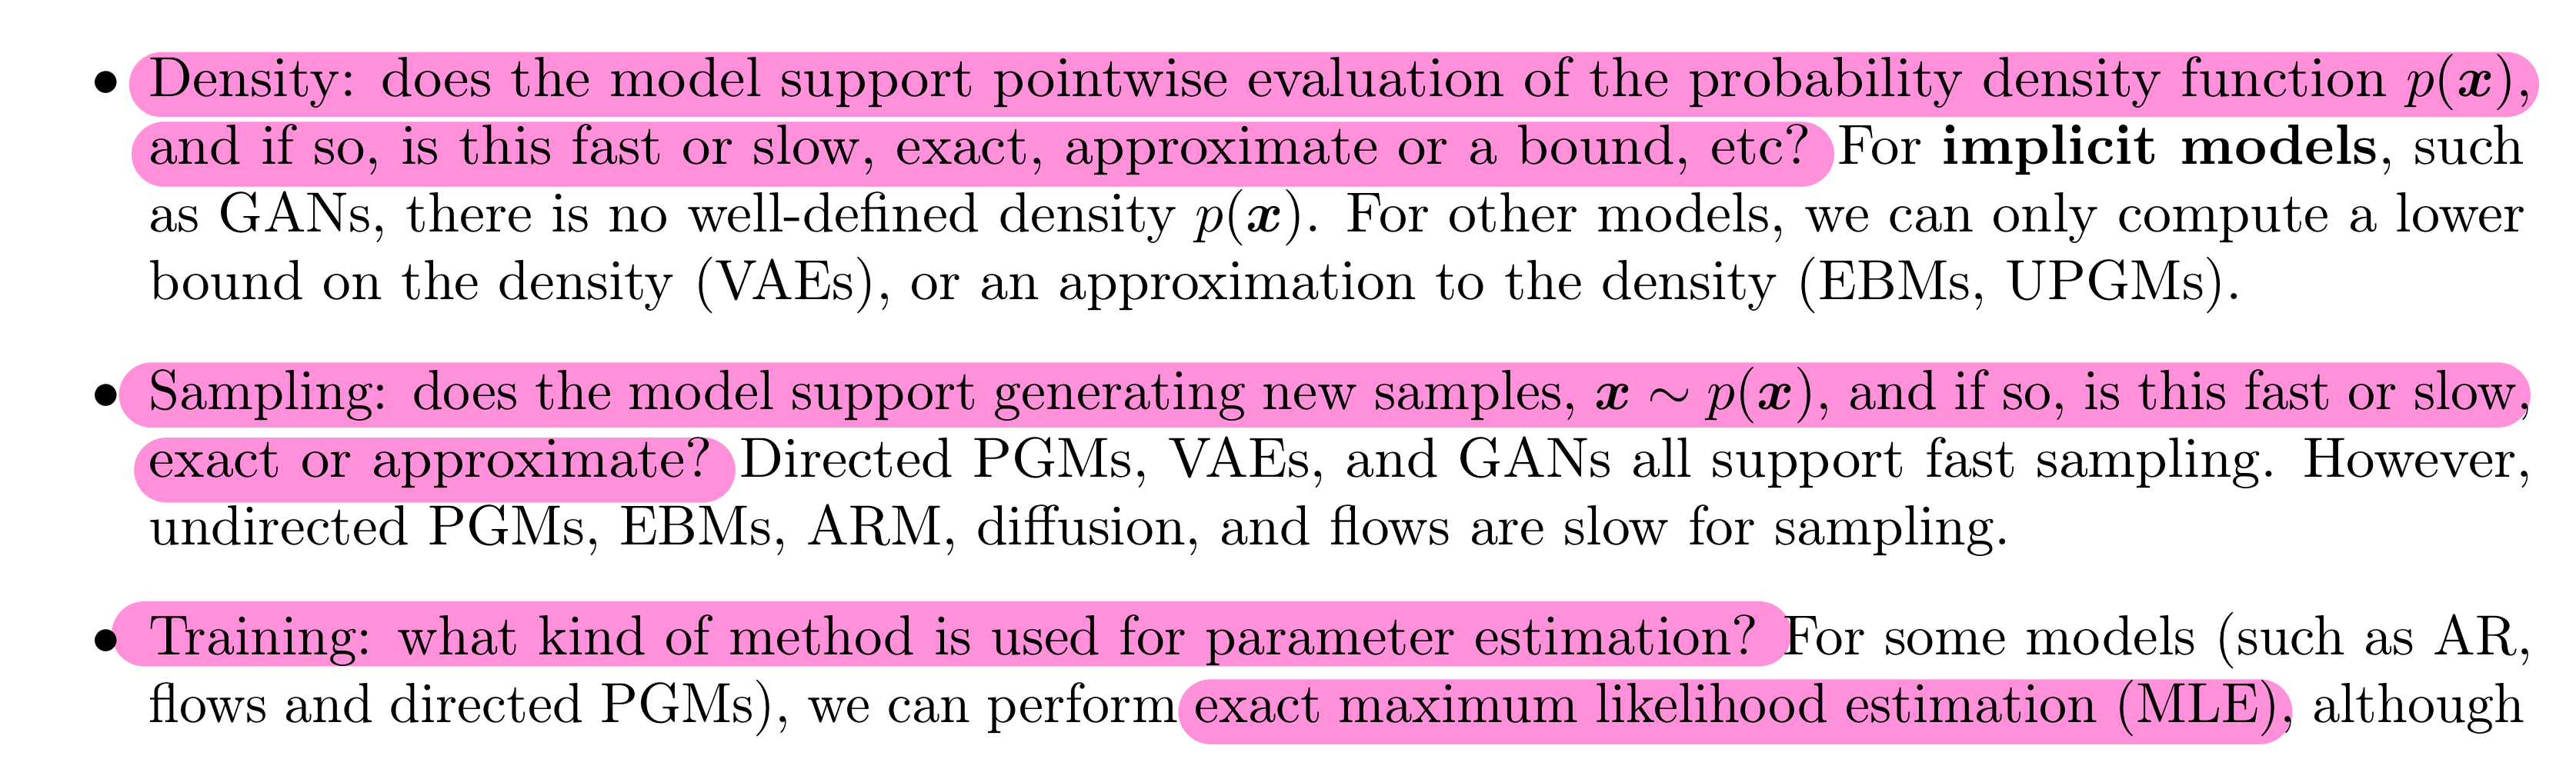 • Density: does the model support pointwise evaluation of the probability density function p(x),
and if so, is this fast or slow, exact, approximate or a bound, etc? For implicit models, such
as GANs, there is no well-defined density p(x). For other models, we can only compute a lower
bound on the density (VAEs), or an approximation to the density (EBMs, UPGMs).
• Sampling: does the model support generating new samples, x ∼ p(x), and if so, is this fast or slow,
exact or approximate? Directed PGMs, VAEs, and GANs all support fast sampling. However,
undirected PGMs, EBMs, ARM, diffusion, and flows are slow for sampling.
• Training: what kind of method is used for parameter estimation? For some models (such as AR,
flows and directed PGMs), we can perform exact maximum likelihood estimation (MLE), although